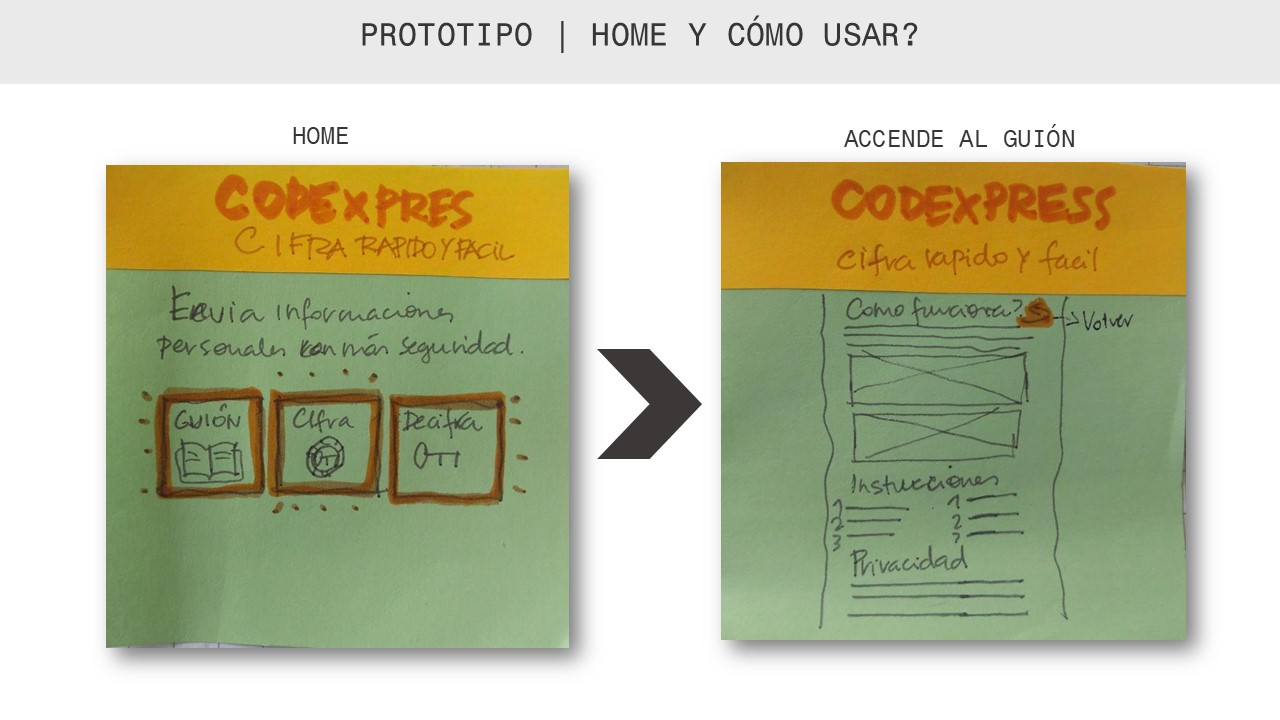 PROTOTIPO | HOME Y CÓMO USAR?
HOME
CODEXPRES
CIFRA RAPIDO Y FACIL
Envia informaciones
personales con más seguridad.
GUIÓN
Cifra
Decifra
ACCENDE AL GUIÓN
CODEXPRESS
cifra rapido y facil
Como funciona?
Volver
Instucciones
1 1
2 2
3 3
Privacidad